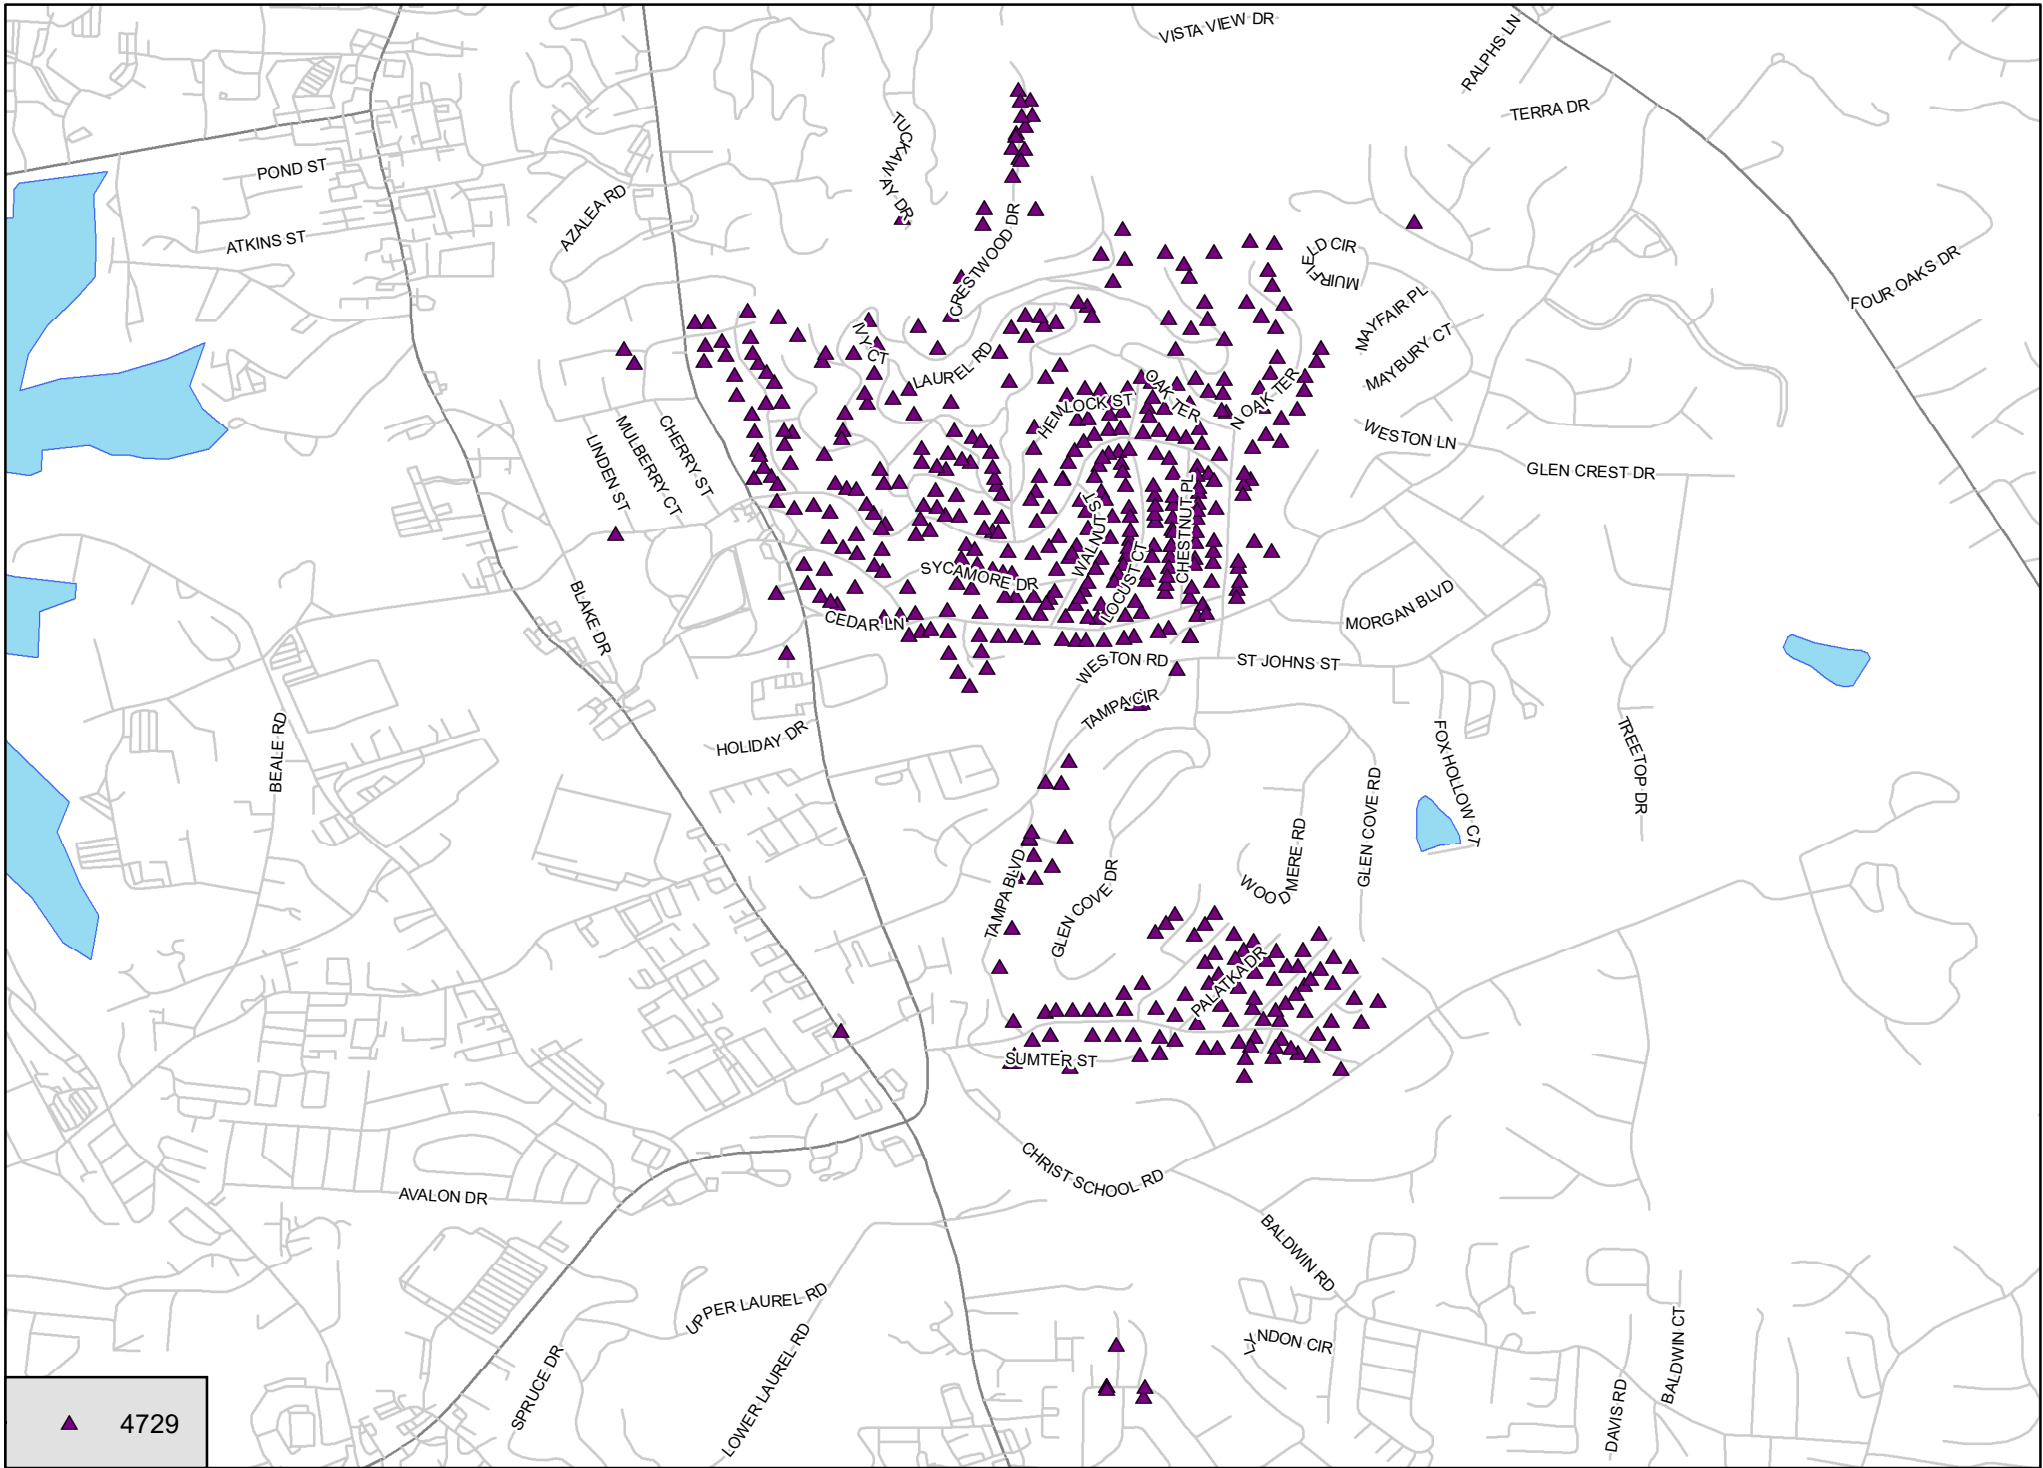 VISTA VIEW DR
RALPHS LN
TERRA DR
TUCKAWAY DR
POND ST
AZALEA RD
ATKINS ST
CRESTWOOD DR
MUIRFIELD CIR
FOUR OAKS DR
MAYFAIR PL
IVY CT
LAUREL RD
MAYBURY CT
OAK TER
N OAK TER
HEMLOCK ST
WESTON LN
GLEN CREST DR
CHERRY ST
MULBERRY CT
LINDEN ST
WALNUT ST
CHESTNUT PL
LOCUST CT
SYCAMORE DR
BLAKE DR
CEDAR LN
MORGAN BLVD
WESTON RD
ST JOHNS ST
TAMPA CIR
HOLIDAY DR
BEALE RD
FOX HOLLOW CT
TREETOP DR
GLEN COVE RD
WOODMERE RD
TAMPA BLVD
GLEN COVE DR
PALATKA DR
SUMTER ST
CHRIST SCHOOL RD
AVALON DR
BALDWIN RD
UPPER LAUREL RD
LOWER LAUREL RD
SPRUCE DR
LYNDON CIR
BALDWIN CT
DAVIS RD
4729